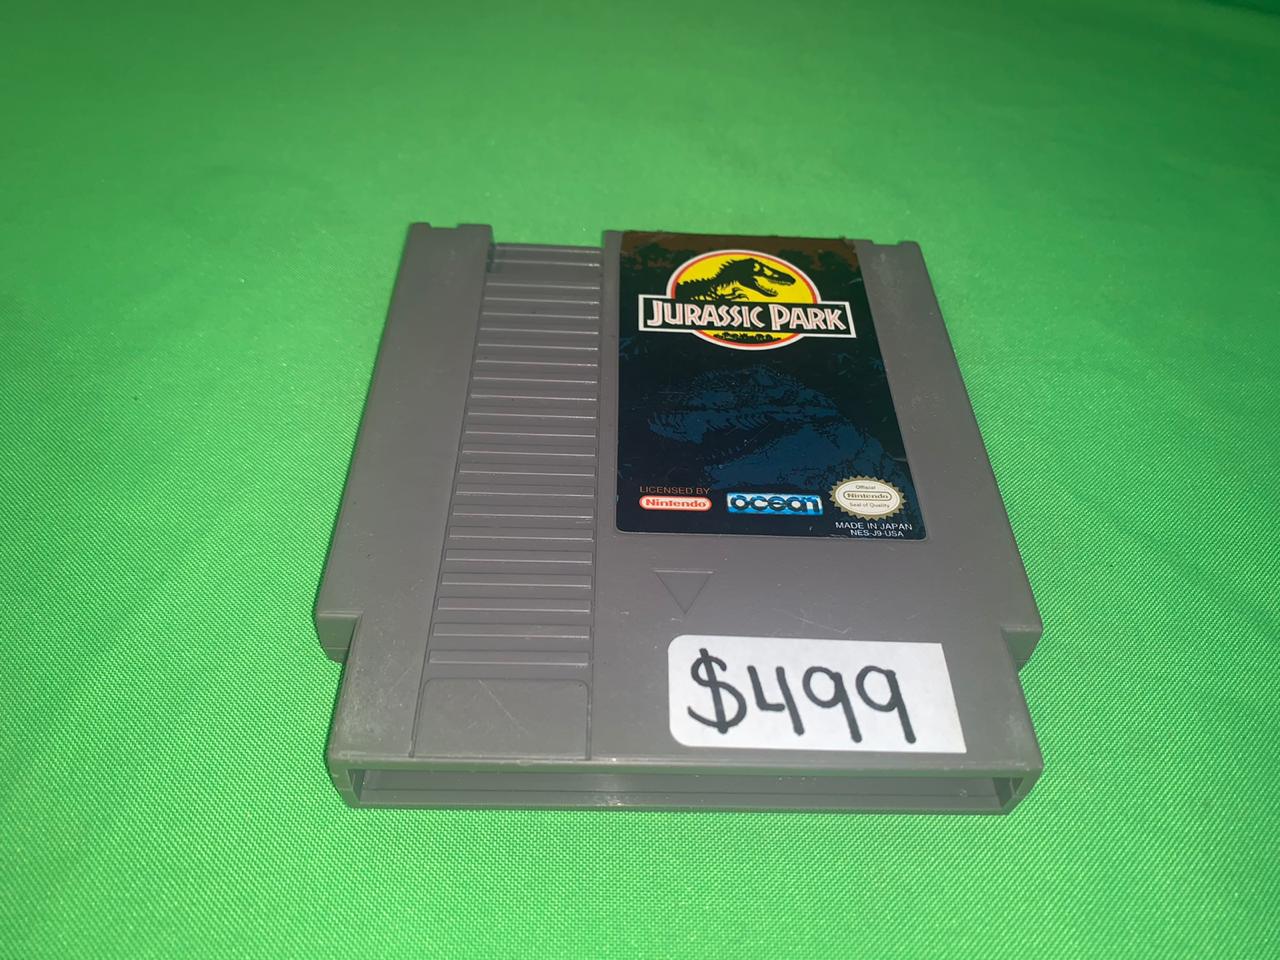 JURASSIC PARK
LICENSED BY
Nintendo
ocean
Official
Nintendo
Seal of Quality
MADE IN JAPAN
NES-J9-USA
$499